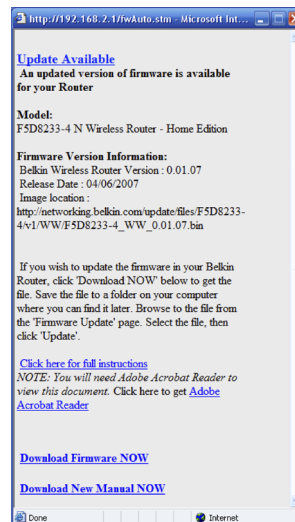 http://192.168.2.1/fwAuto.stm - Microsoft Int...
Update Available
An updated version of firmware is available
for your Router
Model:
F5D8233-4 N Wireless Router - Home Edition
Firmware Version Information:
Belkin Wireless Router Version : 0.01.07
Release Date : 04/06/2007
Image location :
http://networking.belkin.com/update/files/F5D8233-
4/v1/WW/F5D8233-4_WW_0.01.07.bin
If you wish to update the firmware in your Belkin
Router, click 'Download NOW' below to get the
file. Save the file to a folder on your computer
where you can find it later. Browse to the file from
the 'Firmware Update' page. Select the file, then
click 'Update'.
Click here for full instructions
NOTE: You will need Adobe Acrobat Reader to
view this document. Click here to get Adobe
Acrobat Reader
Download Firmware NOW
Download New Manual NOW
Done Internet